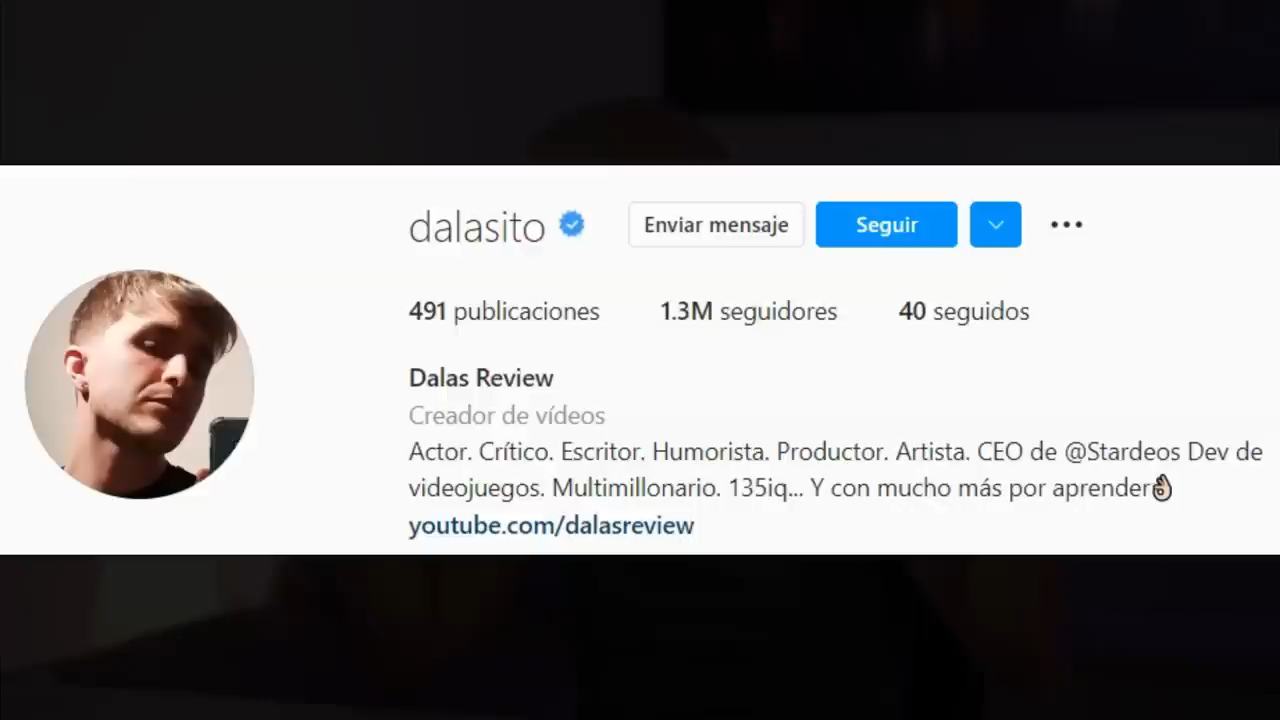 dalasito
Enviar mensaje
Seguir
491 publicaciones
1.3M seguidores
40 seguidos
Dalas Review
Creador de vídeos
Actor. Crítico. Escritor. Humorista. Productor. Artista. CEO de @Stardeos Dev de
videojuegos. Multimillonario. 135iq... Y con mucho más por aprender👌🏻
youtube.com/dalasreview